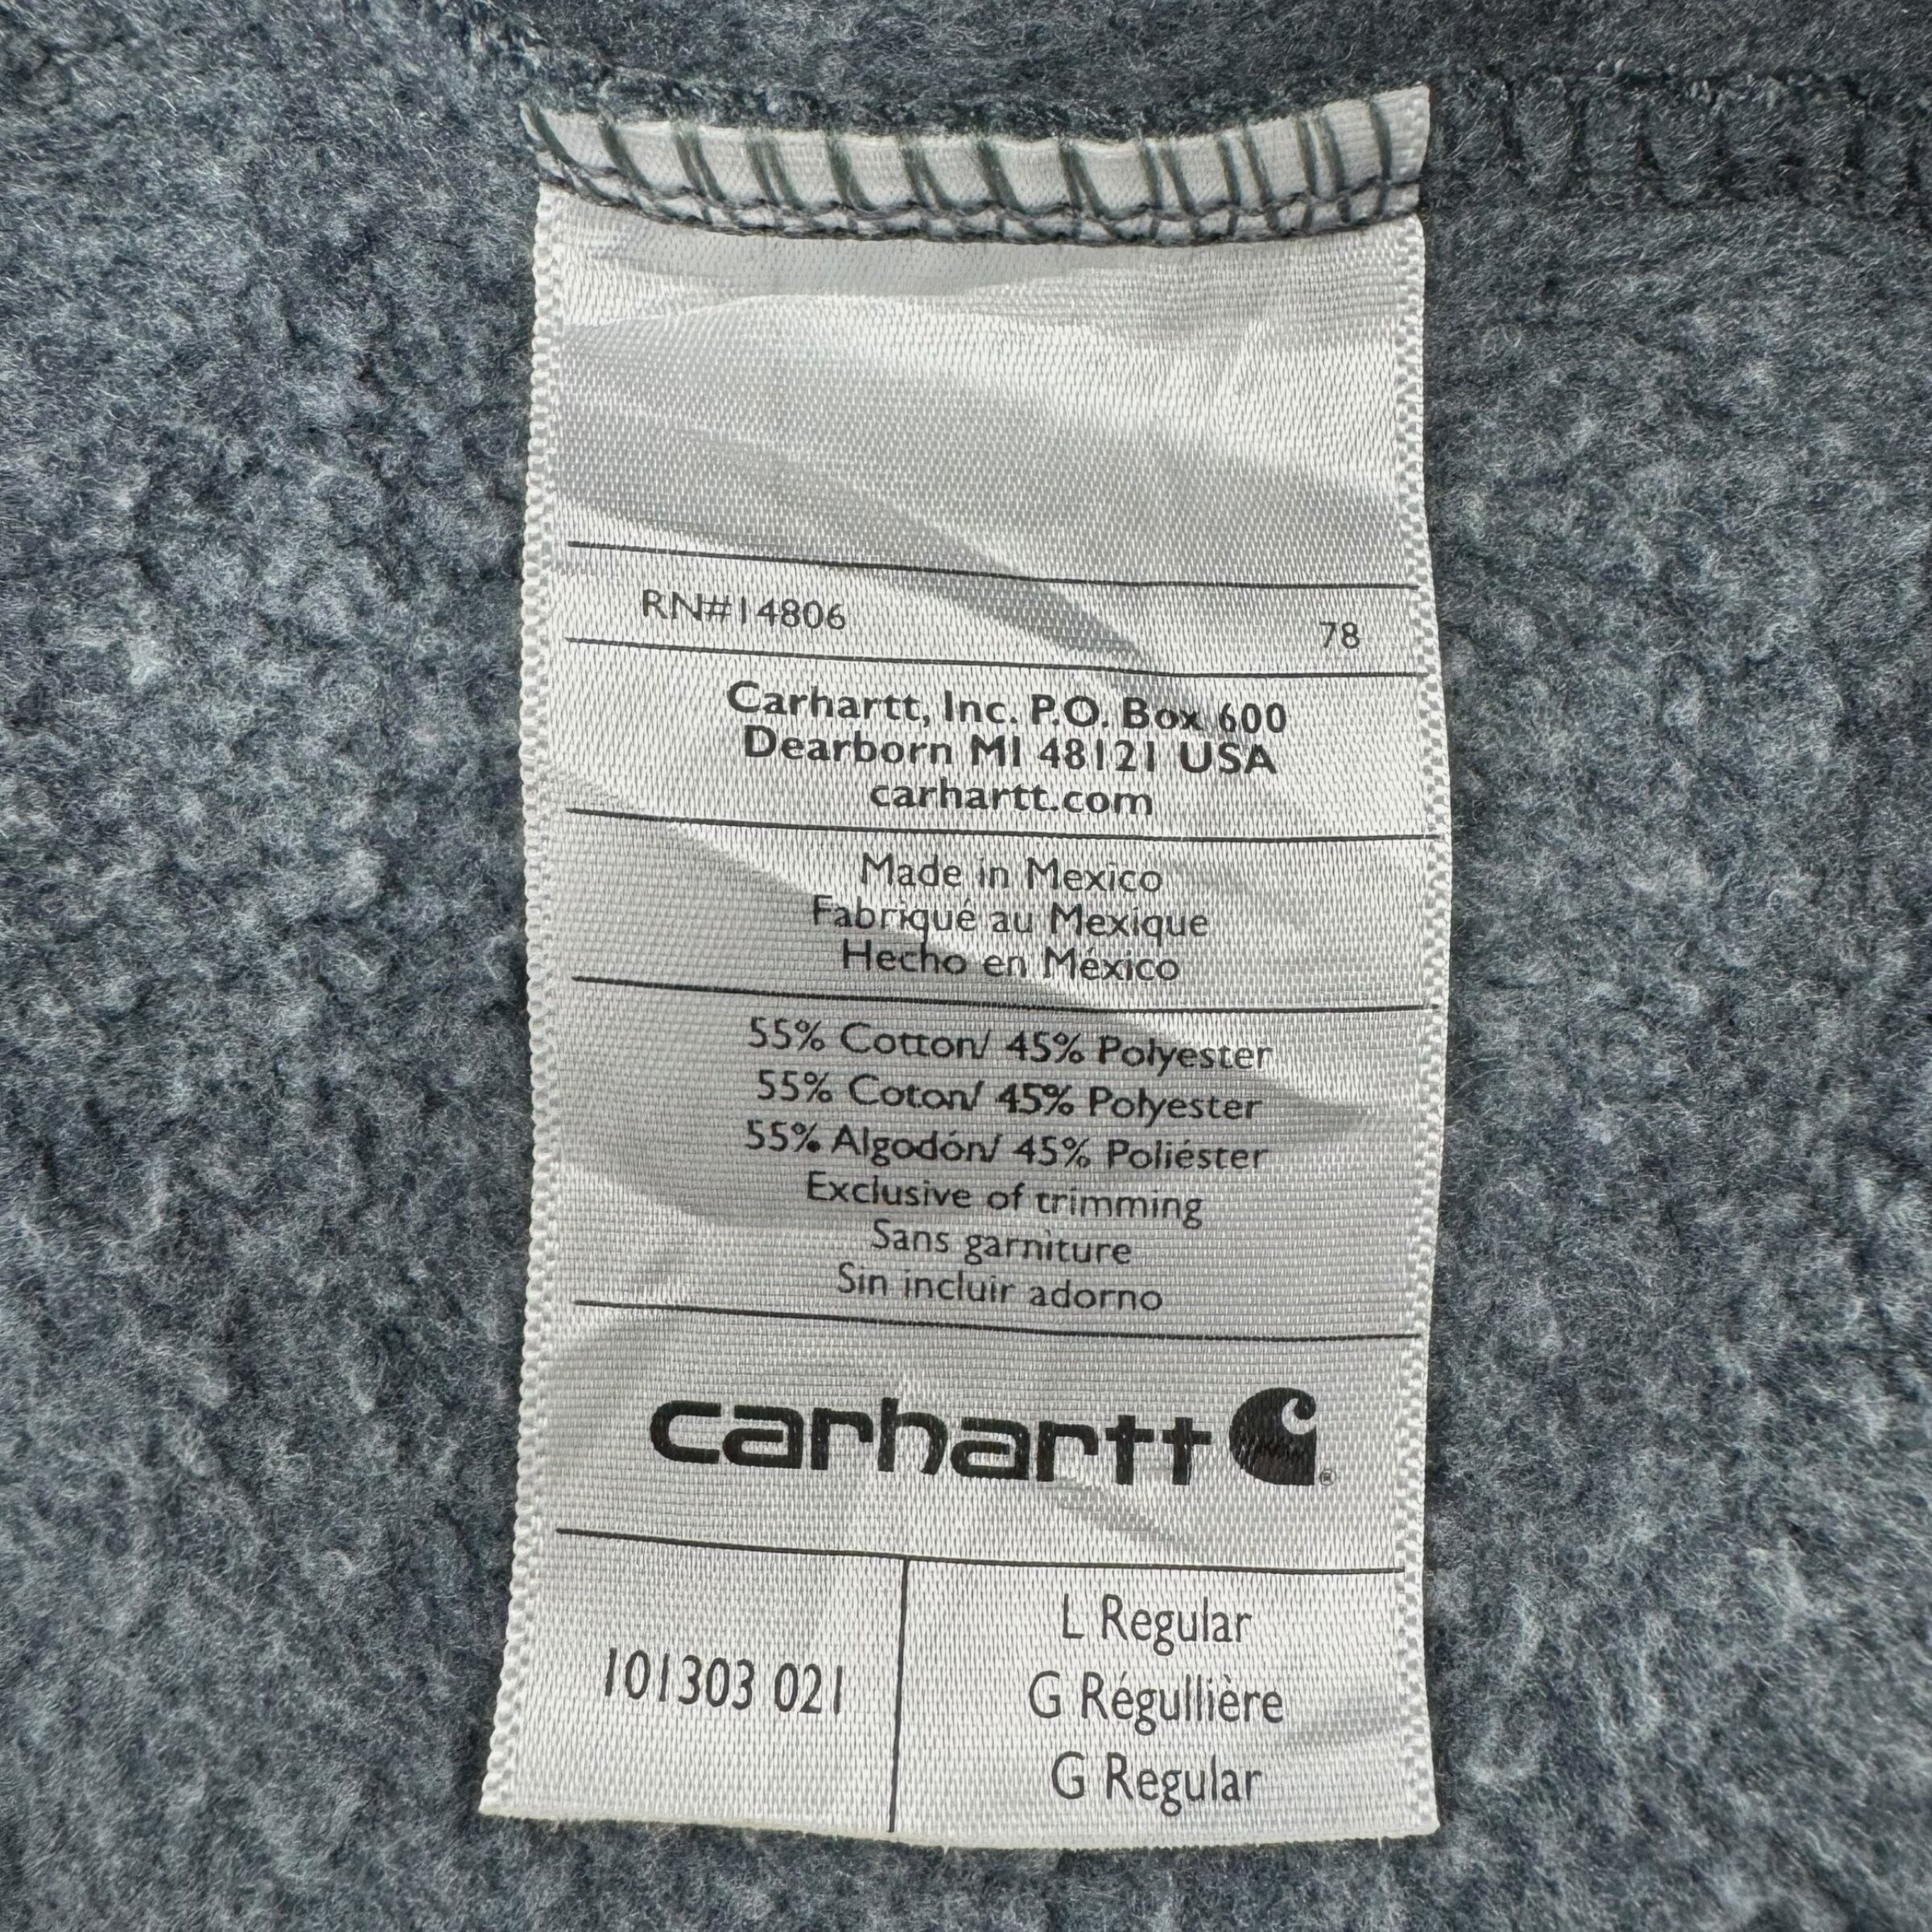 RN#14806 78
Carhartt, Inc. P.O. Box 600
Dearborn MI 48121 USA
carhartt.com
Made in Mexico
Fabriqué au Mexique
Hecho en México
55% Cotton/ 45% Polyester
55% Coton/ 45% Polyester
55% Algodón/ 45% Poliéster
Exclusive of trimming
Sans garniture
Sin incluir adorno
carhartt ®
101303 021
L Regular
G Régullière
G Regular